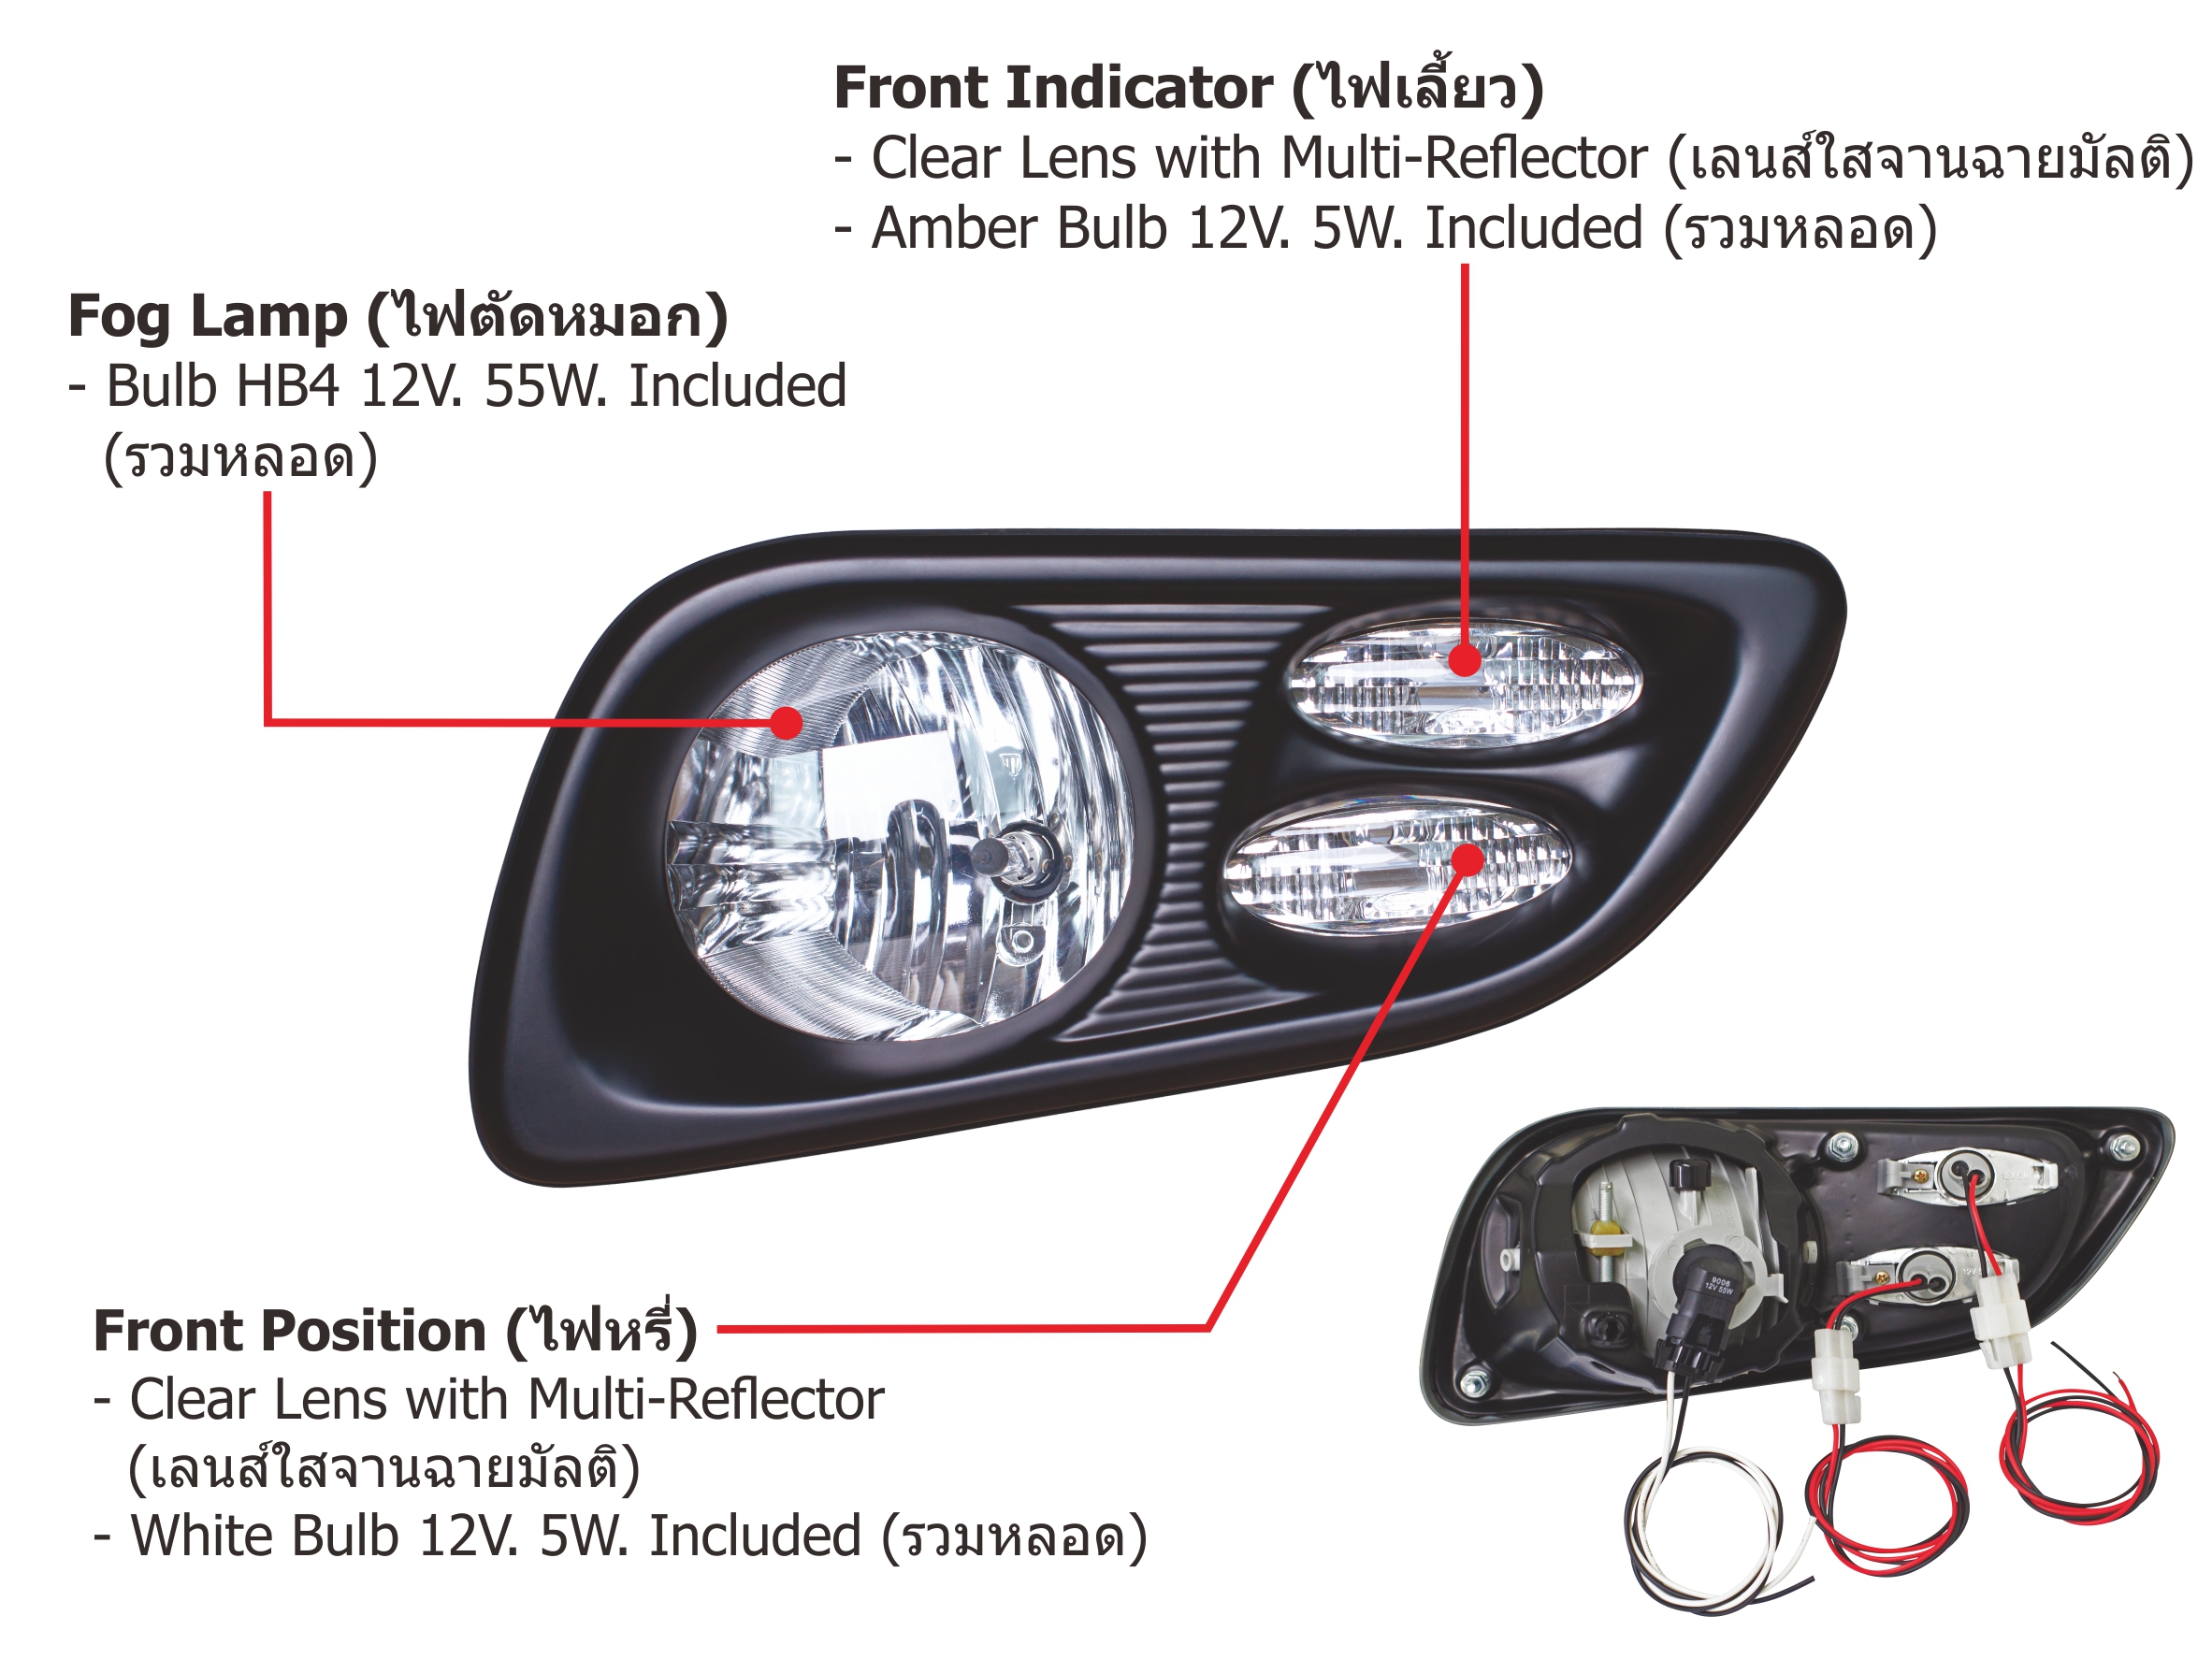 Front Indicator (ไฟเลี้ยว)
- Clear Lens with Multi-Reflector (เลนส์ใสจานฉายมัลติ)
- Amber Bulb 12V. 5W. Included (รวมหลอด)
Fog Lamp (ไฟตัดหมอก)
- Bulb HB4 12V. 55W. Included
(รวมหลอด)
Front Position (ไฟหรี่)
- Clear Lens with Multi-Reflector
(เลนส์ใสจานฉายมัลติ)
- White Bulb 12V. 5W. Included (รวมหลอด)
9006
12V 55W